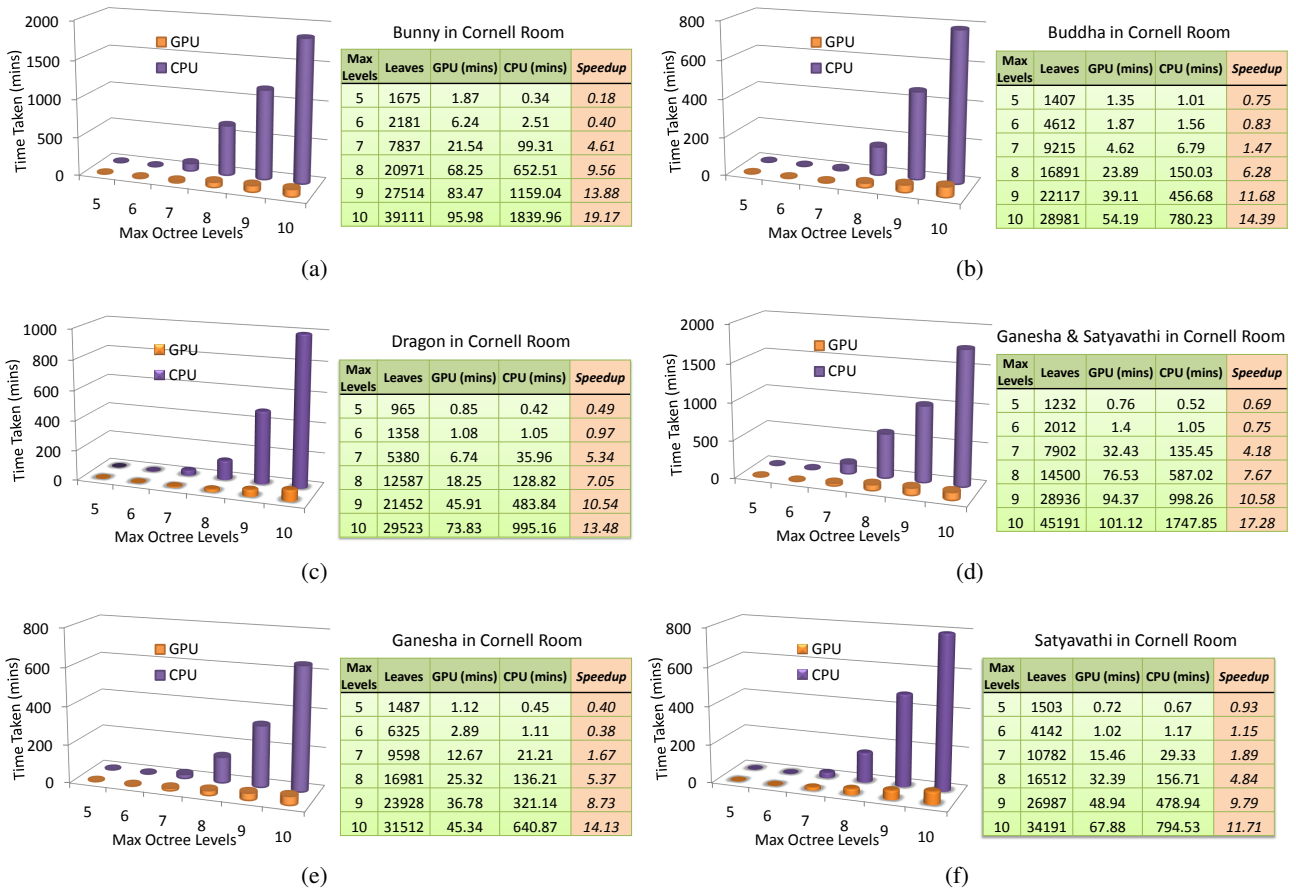 Bunny in Cornell Room
Time Taken (mins)
2000
1500
1000
500
0
GPU
CPU
5 6 7 8 9 10
Max Octree Levels
Max Levels Leaves GPU (mins) CPU (mins) Speedup
5 1675 1.87 0.34 0.18
6 2181 6.24 2.51 0.40
7 7837 21.54 99.31 4.61
8 20971 68.25 652.51 9.56
9 27514 83.47 1159.04 13.88
10 39111 95.98 1839.96 19.17
(a)
Buddha in Cornell Room
Time Taken (mins)
800
600
400
200
0
GPU
CPU
5 6 7 8 9 10
Max Octree Levels
Max Levels Leaves GPU (mins) CPU (mins) Speedup
5 1407 1.35 1.01 0.75
6 4612 1.87 1.56 0.83
7 9215 4.62 6.79 1.47
8 16891 23.89 150.03 6.28
9 22117 39.11 456.68 11.68
10 28981 54.19 780.23 14.39
(b)
Dragon in Cornell Room
Time Taken (mins)
1000
800
600
400
200
0
GPU
CPU
5 6 7 8 9 10
Max Octree Levels
Max Levels Leaves GPU (mins) CPU (mins) Speedup
5 965 0.85 0.42 0.49
6 1358 1.08 1.05 0.97
7 5380 6.74 35.96 5.34
8 12587 18.25 128.82 7.05
9 21452 45.91 483.84 10.54
10 29523 73.83 995.16 13.48
(c)
Ganesha & Satyavathi in Cornell Room
Time Taken (mins)
2000
1500
1000
500
0
GPU
CPU
5 6 7 8 9 10
Max Octree Levels
Max Levels Leaves GPU (mins) CPU (mins) Speedup
5 1232 0.76 0.52 0.69
6 2012 1.4 1.05 0.75
7 7902 32.43 135.45 4.18
8 14500 76.53 587.02 7.67
9 28936 94.37 998.26 10.58
10 45191 101.12 1747.85 17.28
(d)
Ganesha in Cornell Room
Time Taken (mins)
800
600
400
200
0
GPU
CPU
5 6 7 8 9 10
Max Octree Levels
Max Levels Leaves GPU (mins) CPU (mins) Speedup
5 1487 1.12 0.45 0.40
6 6325 2.89 1.11 0.38
7 9598 12.67 21.21 1.67
8 16981 25.32 136.21 5.37
9 23928 36.78 321.14 8.73
10 31512 45.34 640.87 14.13
(e)
Satyavathi in Cornell Room
Time Taken (mins)
800
600
400
200
0
GPU
CPU
5 6 7 8 9 10
Max Octree Levels
Max Levels Leaves GPU (mins) CPU (mins) Speedup
5 1503 0.72 0.67 0.93
6 4142 1.02 1.17 1.15
7 10782 15.46 29.33 1.89
8 16512 32.39 156.71 4.84
9 26987 48.94 478.94 9.79
10 34191 67.88 794.53 11.71
(f)